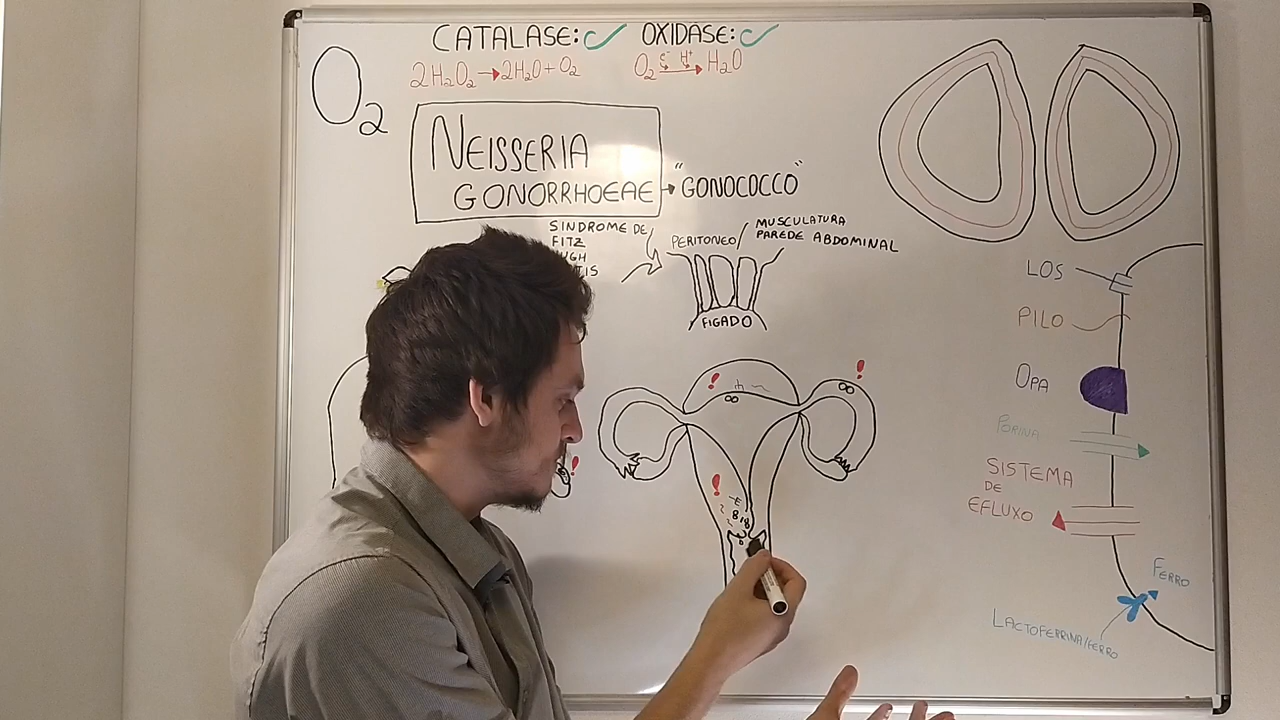 CATALASE: OXIDASE:
2H₂O₂→2H₂O+O₂
O₂ e⁻ H⁺ → H₂O
O₂
NEISSERIA
GONORRHOEAE → "GONOCOCCO"
SINDROME DE
FITZ
PERITONEO
MUSCULATURA
PAREDE ABDOMINAL
FIGADO
LOS
PILO
OPA
PORINA
SISTEMA
DE
EFLUXO
FERRO
LACTOFERRINA/FERRO